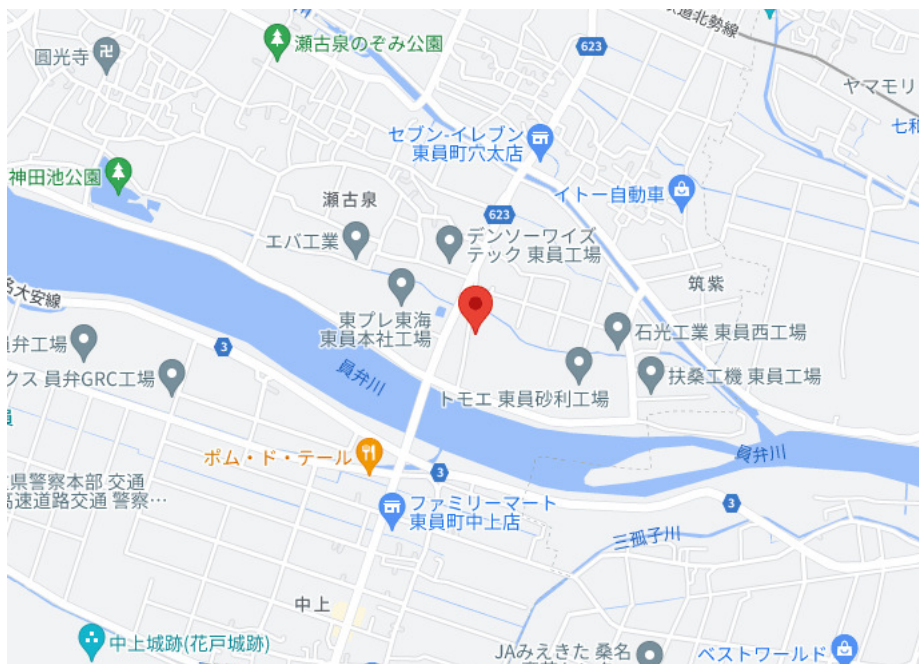 瀬古泉のぞみ公園
圓光寺
623
道北勢線
ヤマモリ
七和
セブン-イレブン
東員町穴太店
神田池公園
イトー自動車
瀬古泉
623
エバ工業
デンソーワイズ
テック 東員工場
筑紫
名大安線
東プレ東海
東員本社工場
石光工業 東員西工場
員弁工場
3
クス 員弁GRC工場
員弁川
トモエ 東員砂利工場
扶桑工機 東員工場
員
ポム・ド・テール
3
員弁川
県警察本部 交通
高速道路交通 警察…
ファミリーマート
東員町中上店
3
三孤子川
中上
中上城跡(花戸城跡)
JAみえきた 桑名
ベストワールド